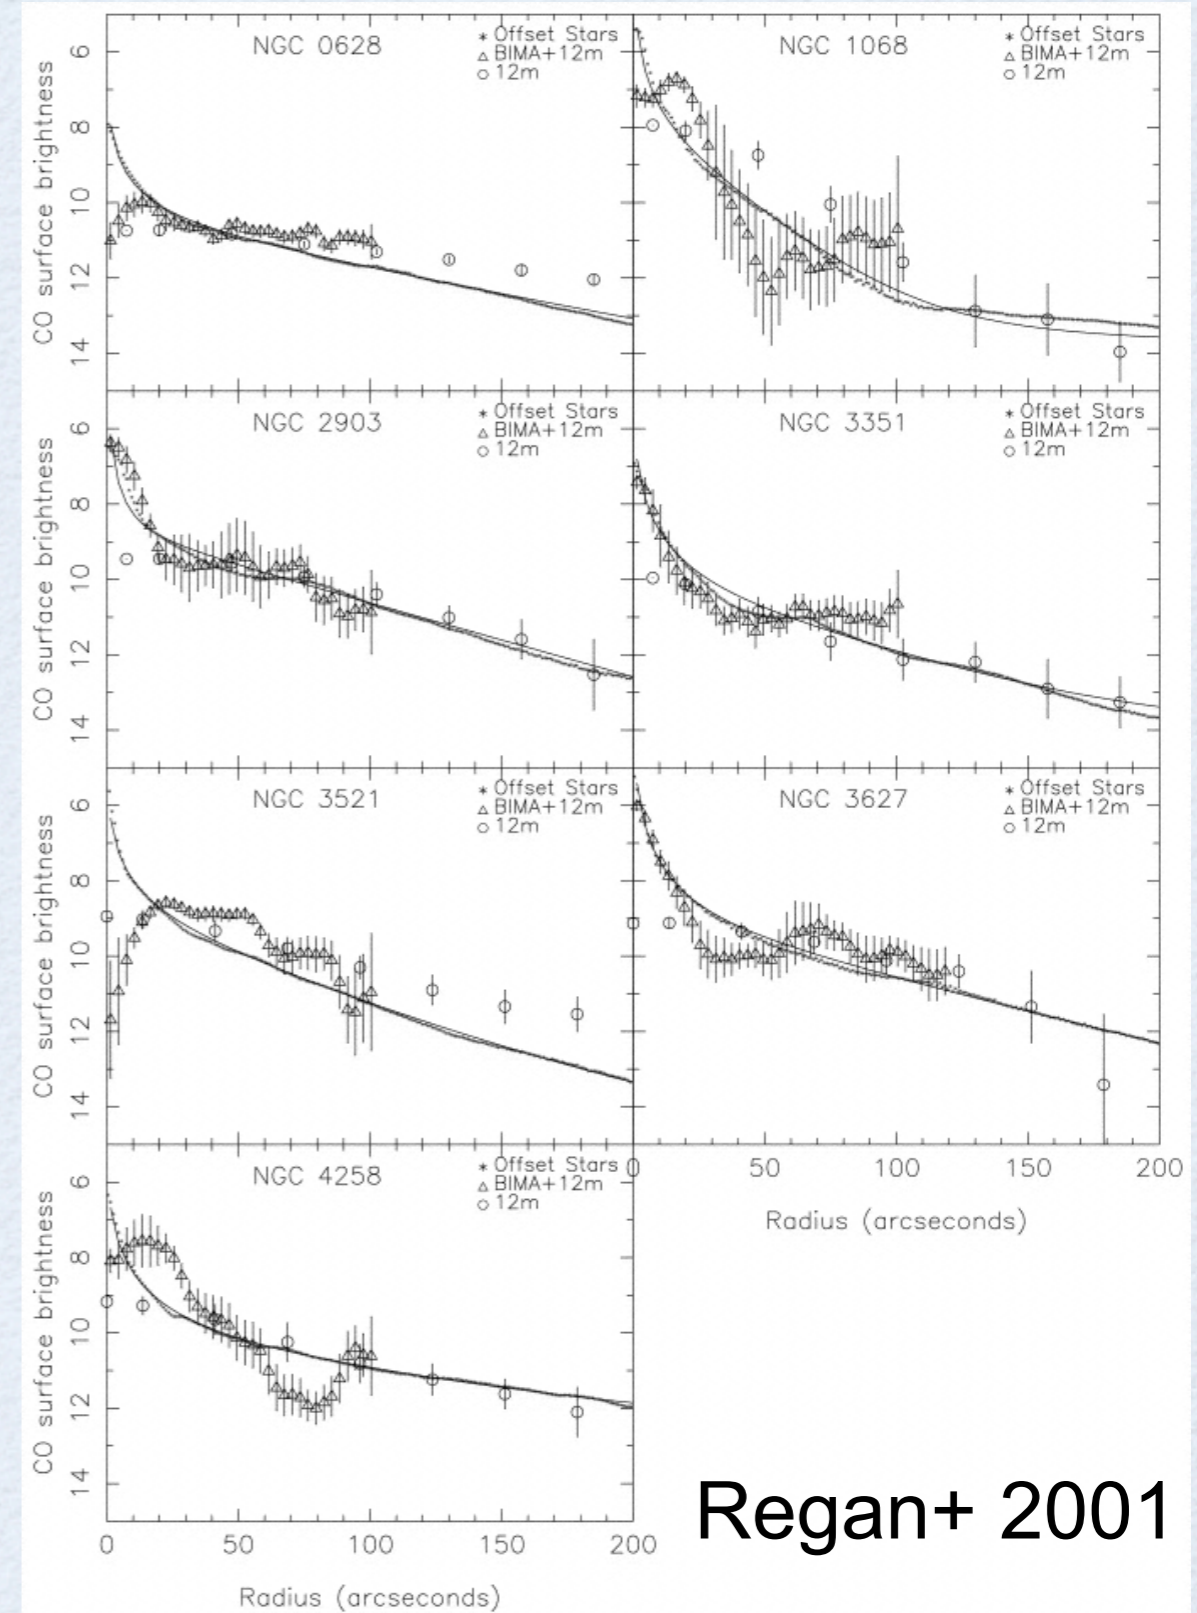 NGC 0628
* Offset Stars
△ BIMA+12m
○ 12m
CO surface brightness
6
8
10
12
14
NGC 1068
* Offset Stars
△ BIMA+12m
○ 12m
NGC 2903
* Offset Stars
△ BIMA+12m
○ 12m
CO surface brightness
6
8
10
12
14
NGC 3351
* Offset Stars
△ BIMA+12m
○ 12m
NGC 3521
* Offset Stars
△ BIMA+12m
○ 12m
CO surface brightness
6
8
10
12
14
NGC 3627
* Offset Stars
△ BIMA+12m
○ 12m
0 50 100 150 200
Radius (arcseconds)
NGC 4258
* Offset Stars
△ BIMA+12m
○ 12m
CO surface brightness
6
8
10
12
14
0 50 100 150 200
Radius (arcseconds)
Regan+ 2001